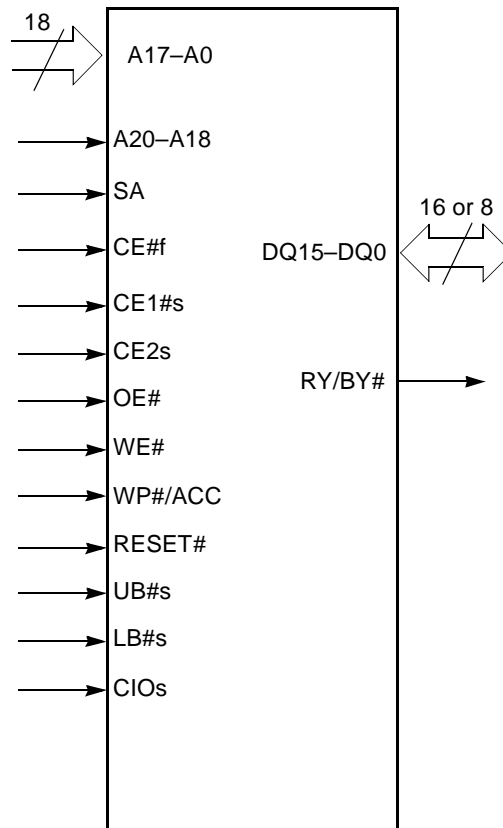 18
A17–A0
A20–A18
SA
16 or 8
CE#f
DQ15–DQ0
CE1#s
CE2s
RY/BY#
OE#
WE#
WP#/ACC
RESET#
UB#s
LB#s
CIOs